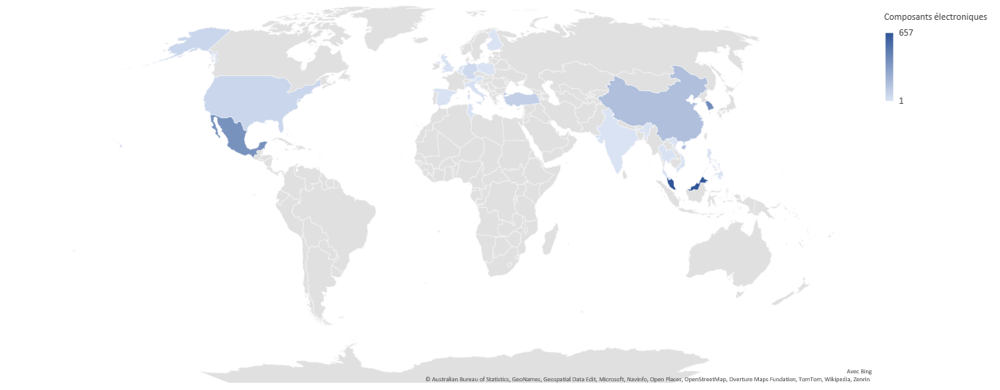 Composants électroniques
657
1
Avec Bing
© Australian Bureau of Statistics, GeoNames, Geospatial Data Edit, Microsoft, Navinfo, Open Places, OpenStreetMap, Overture Maps Fundation, TomTom, Wikipedia, Zenrin